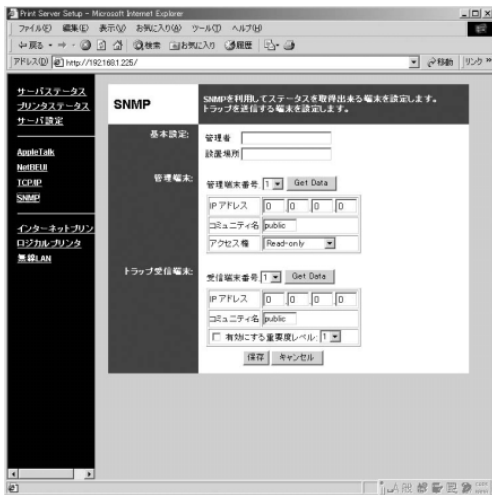 Print Server Setup - Microsoft Internet Explorer
ファイル(F) 編集(E) 表示(V) お気に入り(A) ツール(T) ヘルプ(H)
戻る 検索 お気に入り 履歴
アドレス(D) http://192.168.1.225/ 移動 リンク
サーバステータス
プリンタステータス
サーバ設定
AppleTalk
NetBEUI
TCP/IP
SNMP
インターネットプリン
ロジカルプリンタ
無線LAN
SNMP
SNMPを利用してステータスを取得出来る端末を設定します。
トラップを送信する端末を設定します。
基本設定:
管理者
設置場所
管理端末:
管理端末番号: 1 Get Data
IPアドレス 0 . 0 . 0 . 0
コミュニティ名 public
アクセス権 Read-only
トラップ受信端末:
受信端末番号: 1 Get Data
IPアドレス 0 . 0 . 0 . 0
コミュニティ名 public
有効にする重要度レベル: 1
保存 キャンセル